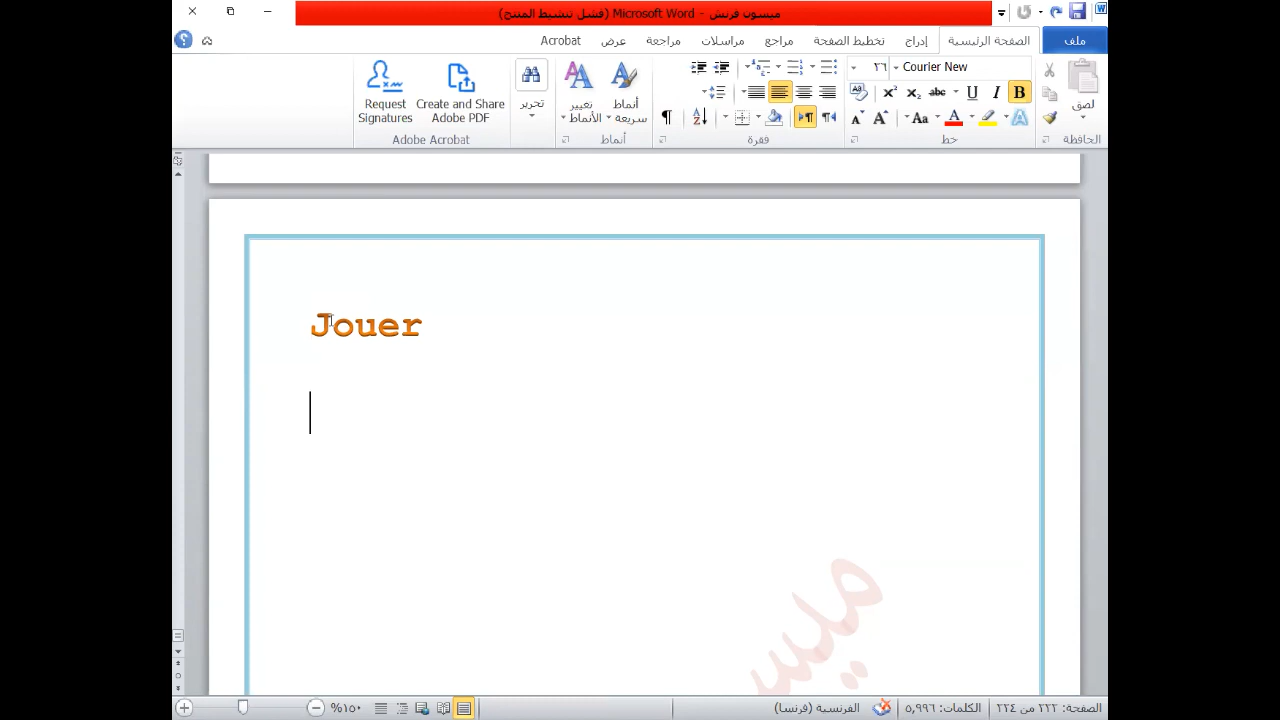 ميسون فرنش - Microsoft Word (فشل تنشيط المنتج)
ملف الصفحة الرئيسية إدراج تخطيط الصفحة مراجع مراسلات مراجعة عرض Acrobat
لصق
الحافظة
Courier New ٢٦
خط
فقرة
أنماط سريعة
تغيير الأنماط
أنماط
تحرير
Create and Share Adobe PDF
Request Signatures
Adobe Acrobat
Jouer
الصفحة: ٢٢٢ من ٢٢٤ الكلمات: ٥,٩٩٦ الفرنسية (فرنسا) ١٥٠%